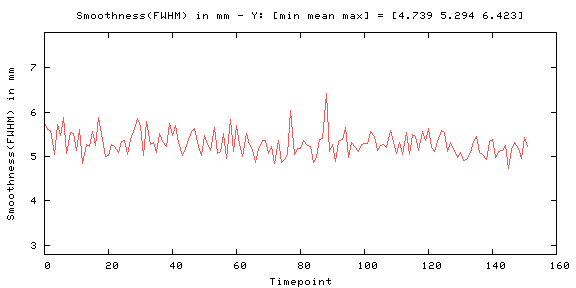 Smoothness(FWHM) in mm - Y: [min mean max] = [4.739 5.294 6.423]
7
6
5
4
3
Smoothness(FWHM) in mm
0 20 40 60 80 100 120 140 160
Timepoint